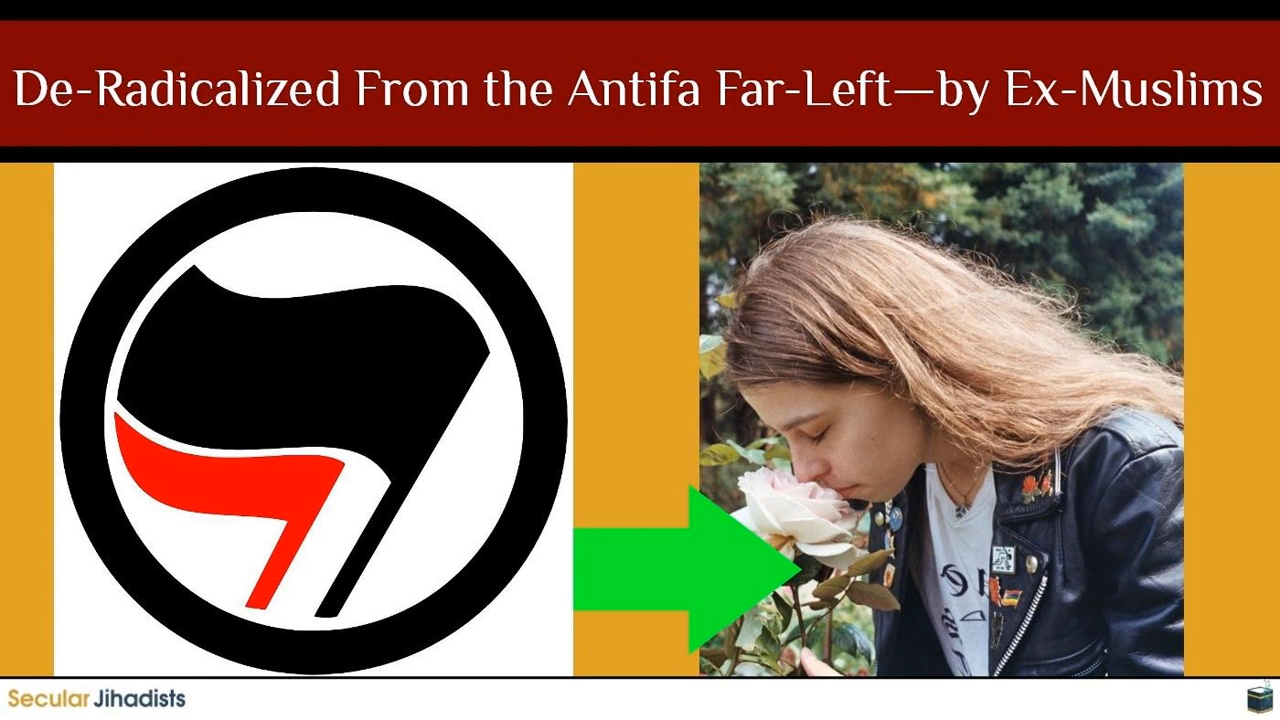 De-Radicalized From the Antifa Far-Left—by Ex-Muslims
Secular Jihadists